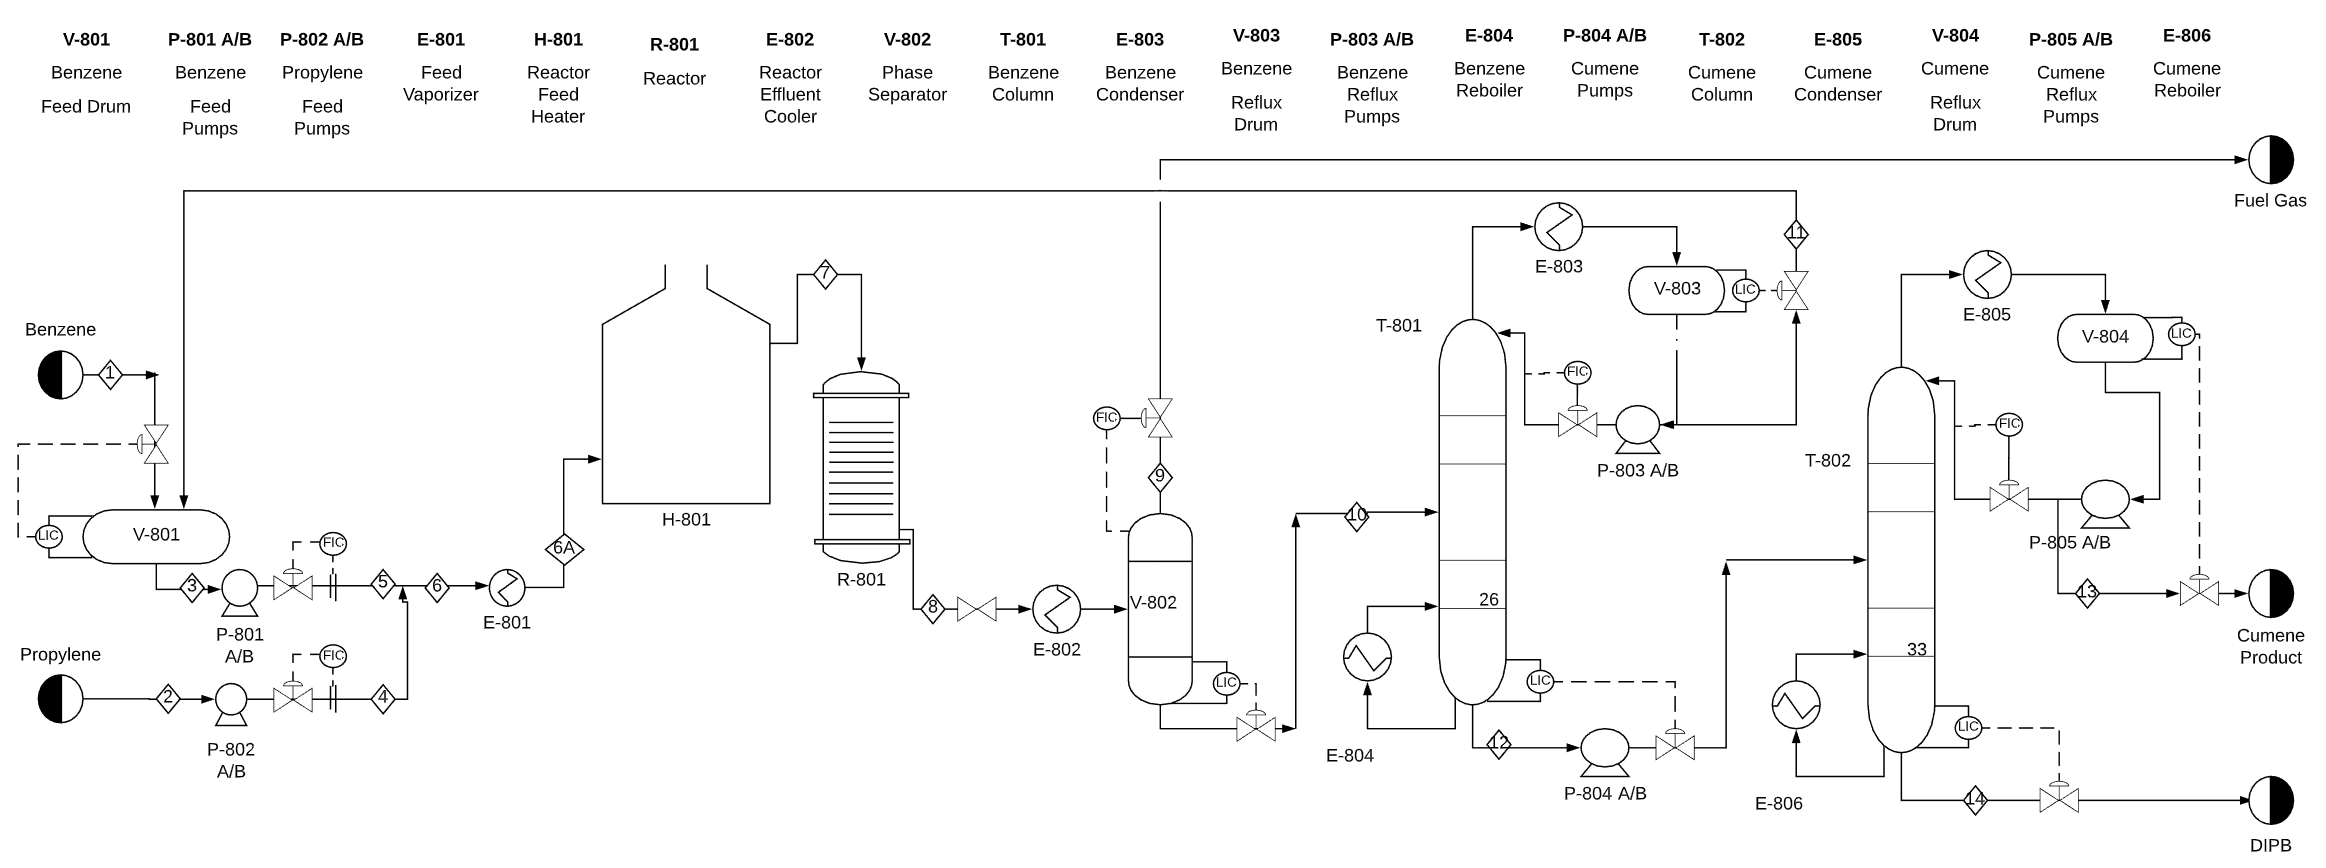 V-801
Benzene
Feed Drum
P-801 A/B
Benzene
Feed
Pumps
P-802 A/B
Propylene
Feed
Pumps
E-801
Feed
Vaporizer
H-801
Reactor
Feed
Heater
R-801
Reactor
E-802
Reactor
Effluent
Cooler
V-802
Phase
Separator
T-801
Benzene
Column
E-803
Benzene
Condenser
V-803
Benzene
Reflux
Drum
P-803 A/B
Benzene
Reflux
Pumps
E-804
Benzene
Reboiler
P-804 A/B
Cumene
Pumps
T-802
Cumene
Column
E-805
Cumene
Condenser
V-804
Cumene
Reflux
Drum
P-805 A/B
Cumene
Reflux
Pumps
E-806
Cumene
Reboiler
Fuel Gas
Benzene
1
LIC
V-801
3
P-801
A/B
FIC
5
6
E-801
Propylene
2
P-802
A/B
FIC
4
6A
H-801
7
R-801
8
E-802
FIC
9
V-802
LIC
10
T-801
26
E-803
V-803
LIC
11
FIC
P-803 A/B
E-804
LIC
12
P-804 A/B
T-802
33
E-805
V-804
LIC
FIC
P-805 A/B
13
Cumene
Product
E-806
LIC
14
DIPB